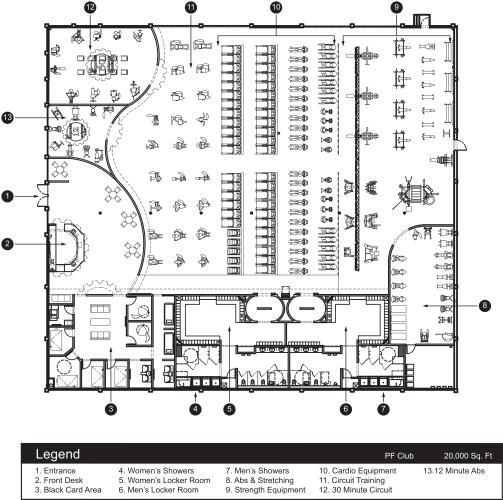 12
11
10
9
13
1
2
8
3
4
5
6
7
Legend
PF Club
20,000 Sq. Ft
1. Entrance
2. Front Desk
3. Black Card Area
4. Women's Showers
5. Women's Locker Room
6. Men's Locker Room
7. Men's Showers
8. Abs & Stretching
9. Strength Equipment
10. Cardio Equipment
11. Circuit Training
12. 30 Minute Circuit
13.12 Minute Abs